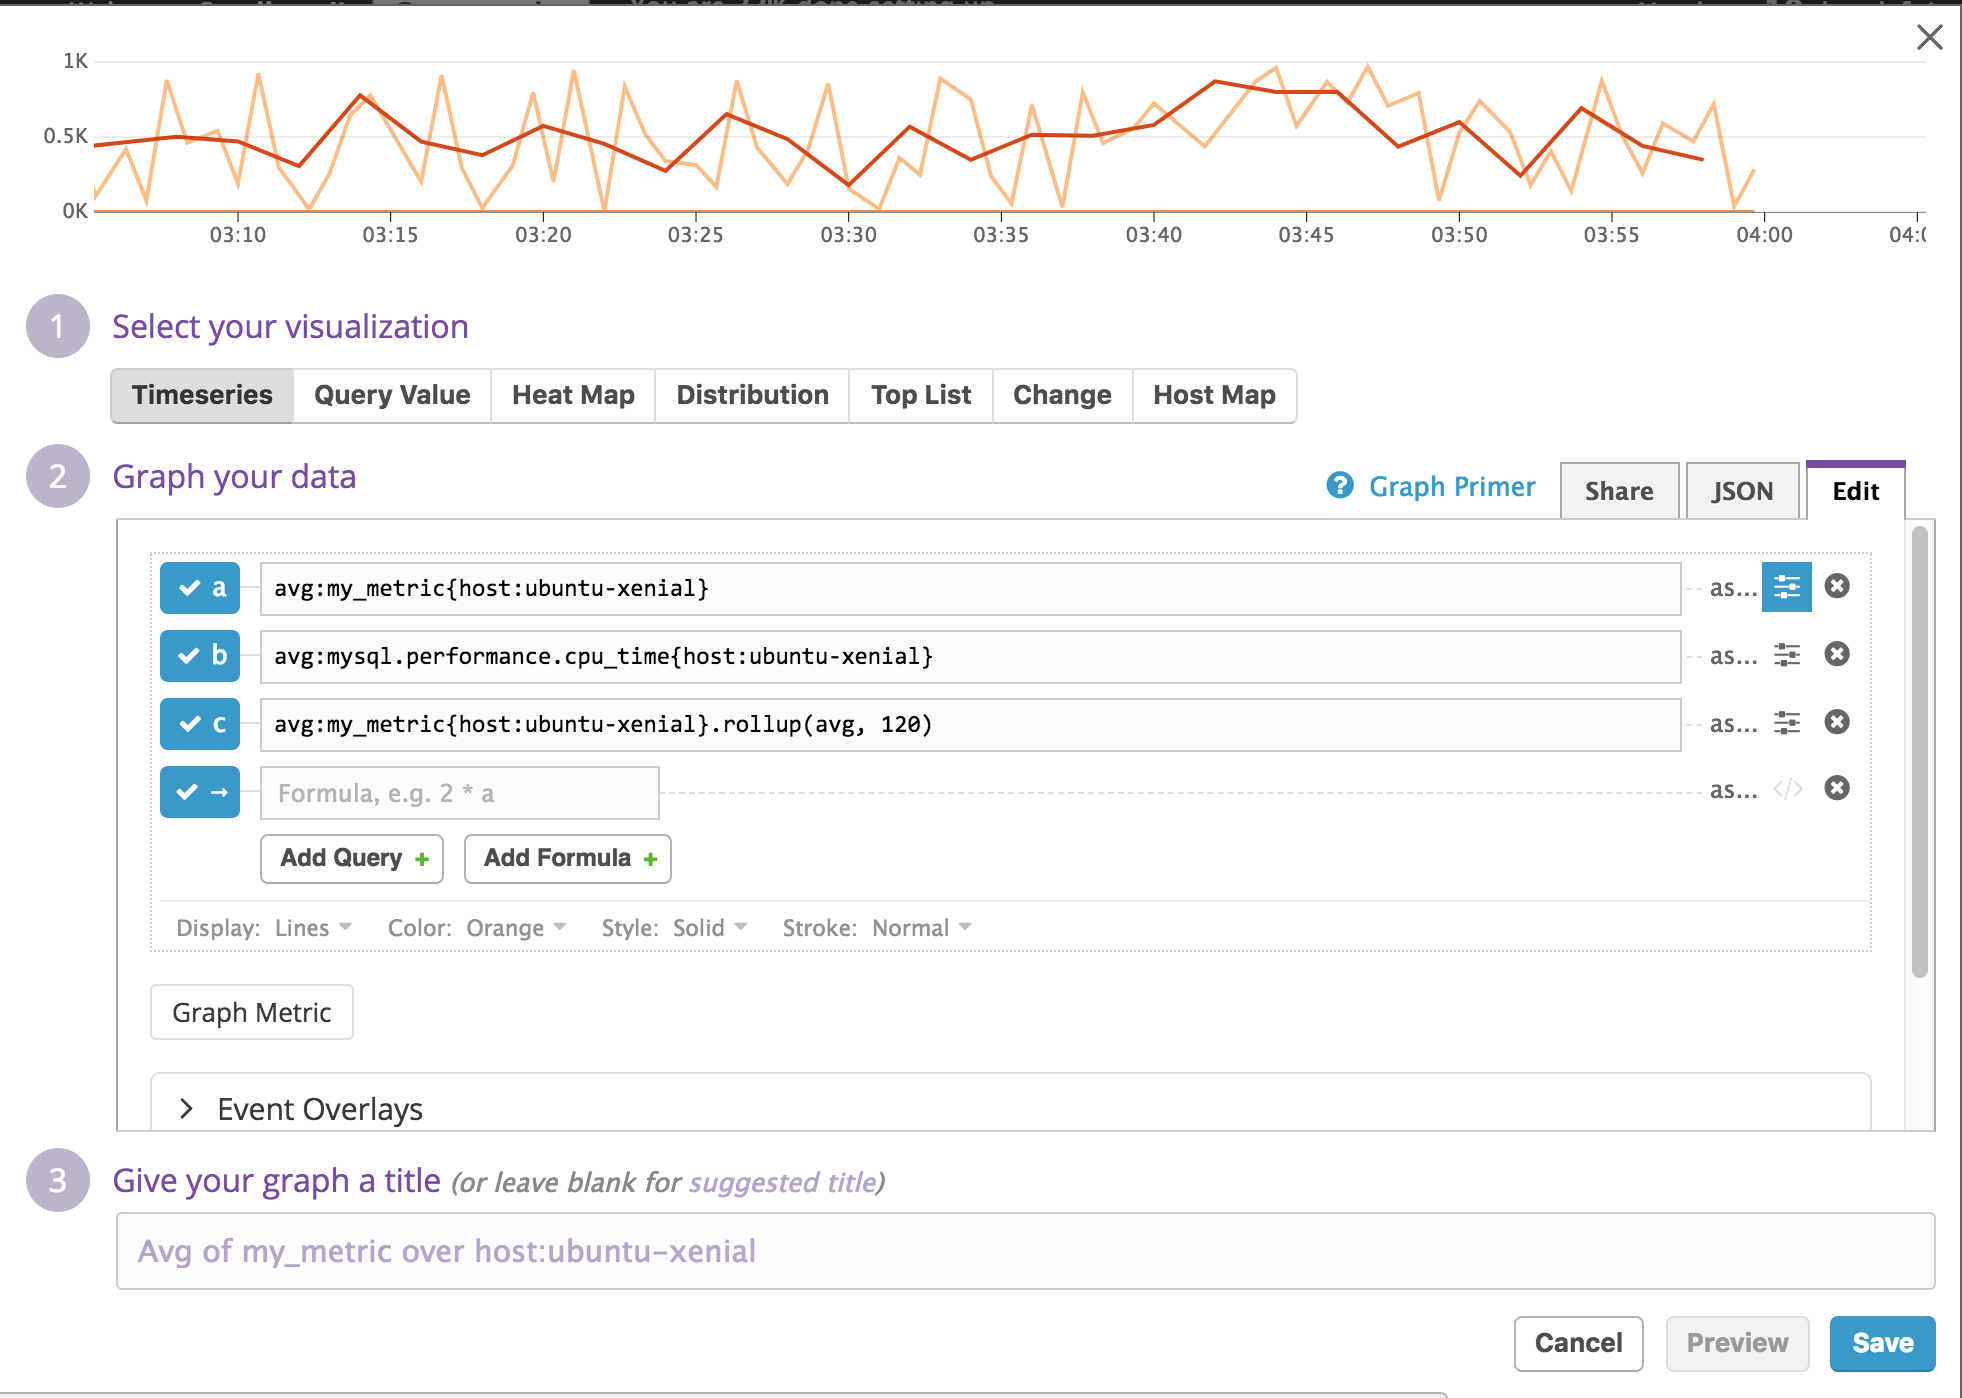 1K
0.5K
0K
03:10 03:15 03:20 03:25 03:30 03:35 03:40 03:45 03:50 03:55 04:00
1 Select your visualization
Timeseries Query Value Heat Map Distribution Top List Change Host Map
2 Graph your data ? Graph Primer Share JSON Edit
a avg:my_metric{host:ubuntu-xenial} as...
b avg:mysql.performance.cpu_time{host:ubuntu-xenial} as...
c avg:my_metric{host:ubuntu-xenial}.rollup(avg, 120) as...
→ Formula, e.g. 2 * a as... </>
Add Query + Add Formula +
Display: Lines Color: Orange Style: Solid Stroke: Normal
Graph Metric
> Event Overlays
3 Give your graph a title (or leave blank for suggested title)
Avg of my_metric over host:ubuntu-xenial
Cancel Preview Save